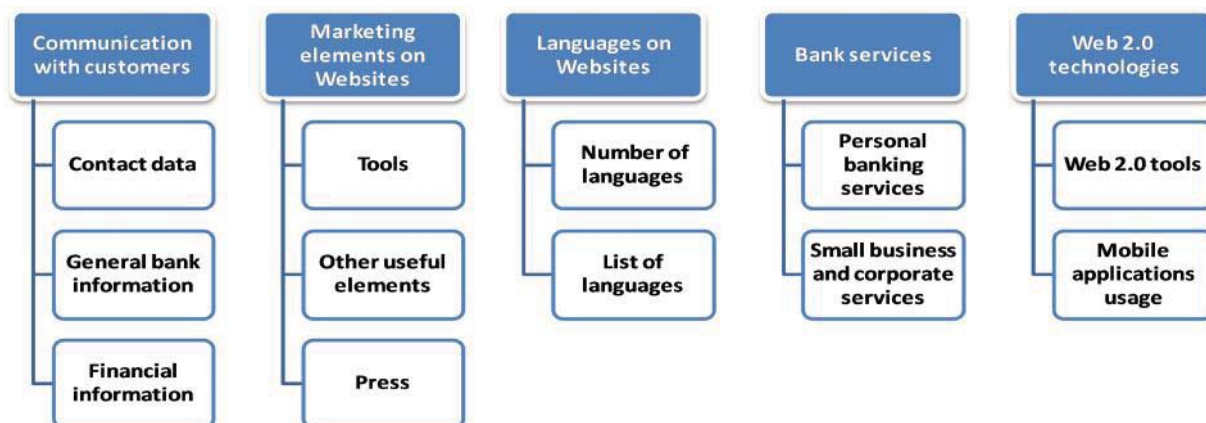 Communication
with customers
Contact data
General bank
information
Financial
information
Marketing
elements on
Websites
Tools
Other useful
elements
Press
Languages on
Websites
Number of
languages
List of
languages
Bank services
Personal
banking
services
Small business
and corporate
services
Web 2.0
technologies
Web 2.0 tools
Mobile
applications
usage